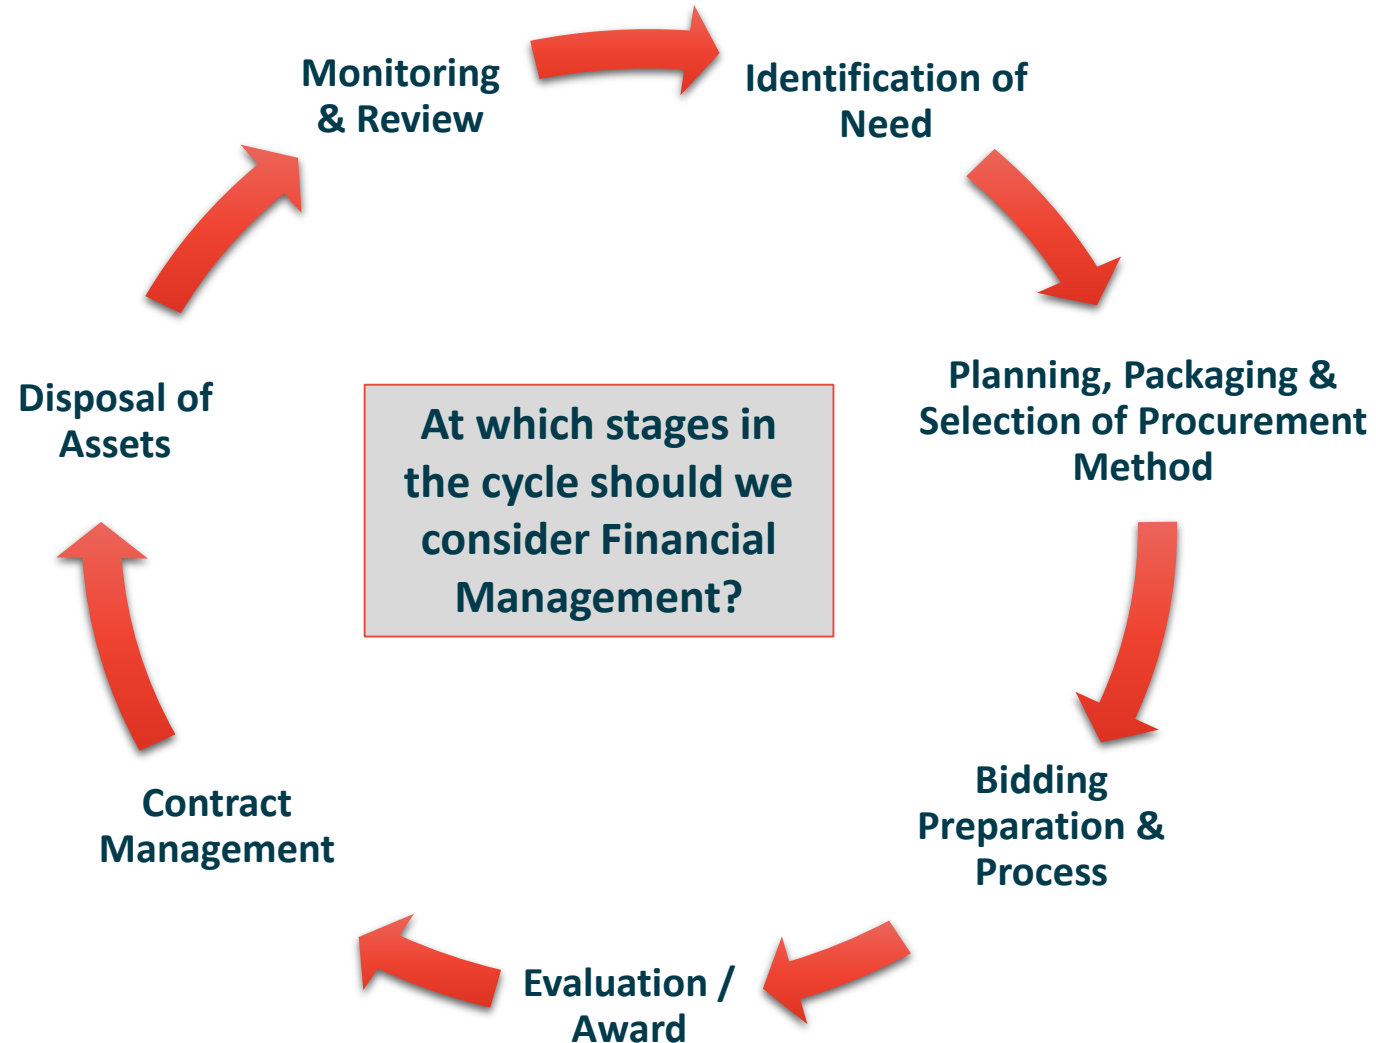 Monitoring
& Review
Identification of
Need
Planning, Packaging &
Selection of Procurement
Method
Bidding
Preparation &
Process
Evaluation /
Award
Contract
Management
Disposal of
Assets
At which stages in
the cycle should we
consider Financial
Management?